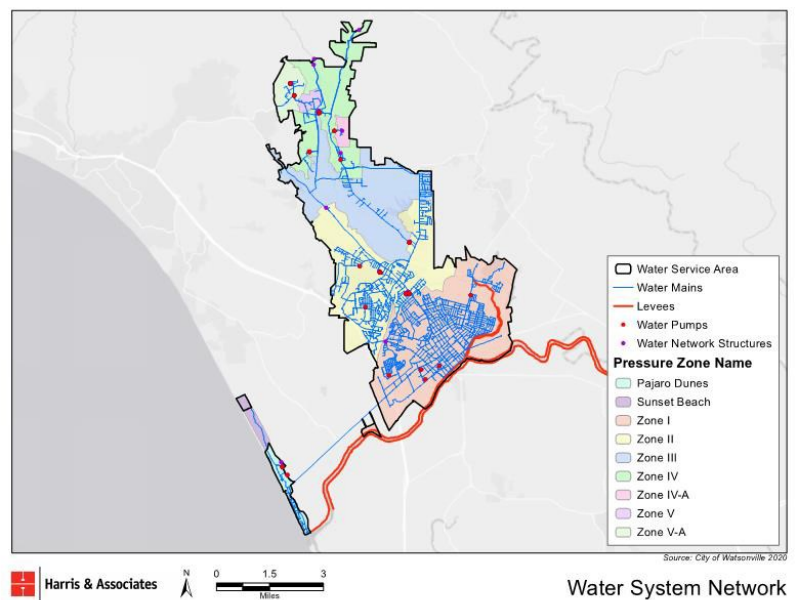 Water Service Area
Water Mains
Levees
Water Pumps
Water Network Structures
Pressure Zone Name
Pajaro Dunes
Sunset Beach
Zone I
Zone II
Zone III
Zone IV
Zone IV-A
Zone V
Zone V-A
Source: City of Watsonville 2020
Harris & Associates
N
0 1.5 3
Miles
Water System Network